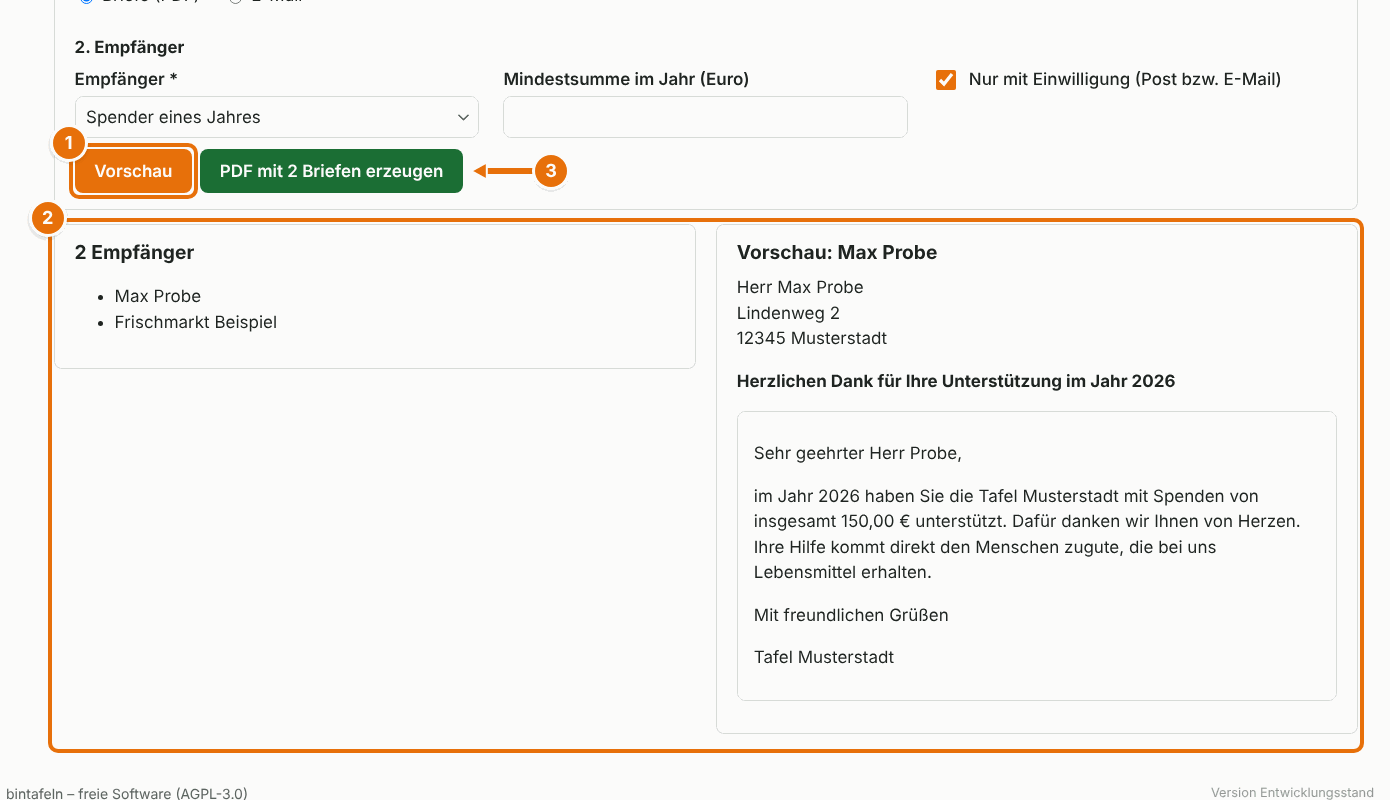 2. Empfänger
Empfänger *
Mindestsumme im Jahr (Euro)
Nur mit Einwilligung (Post bzw. E-Mail)
Spender eines Jahres
1
Vorschau
PDF mit 2 Briefen erzeugen
3
2
2 Empfänger
Max Probe
Frischmarkt Beispiel
Vorschau: Max Probe
Herr Max Probe
Lindenweg 2
12345 Musterstadt
Herzlichen Dank für Ihre Unterstützung im Jahr 2026
Sehr geehrter Herr Probe,
im Jahr 2026 haben Sie die Tafel Musterstadt mit Spenden von
insgesamt 150,00 € unterstützt. Dafür danken wir Ihnen von Herzen.
Ihre Hilfe kommt direkt den Menschen zugute, die bei uns
Lebensmittel erhalten.
Mit freundlichen Grüßen
Tafel Musterstadt
bintafeln – freie Software (AGPL-3.0)
Version Entwicklungsstand